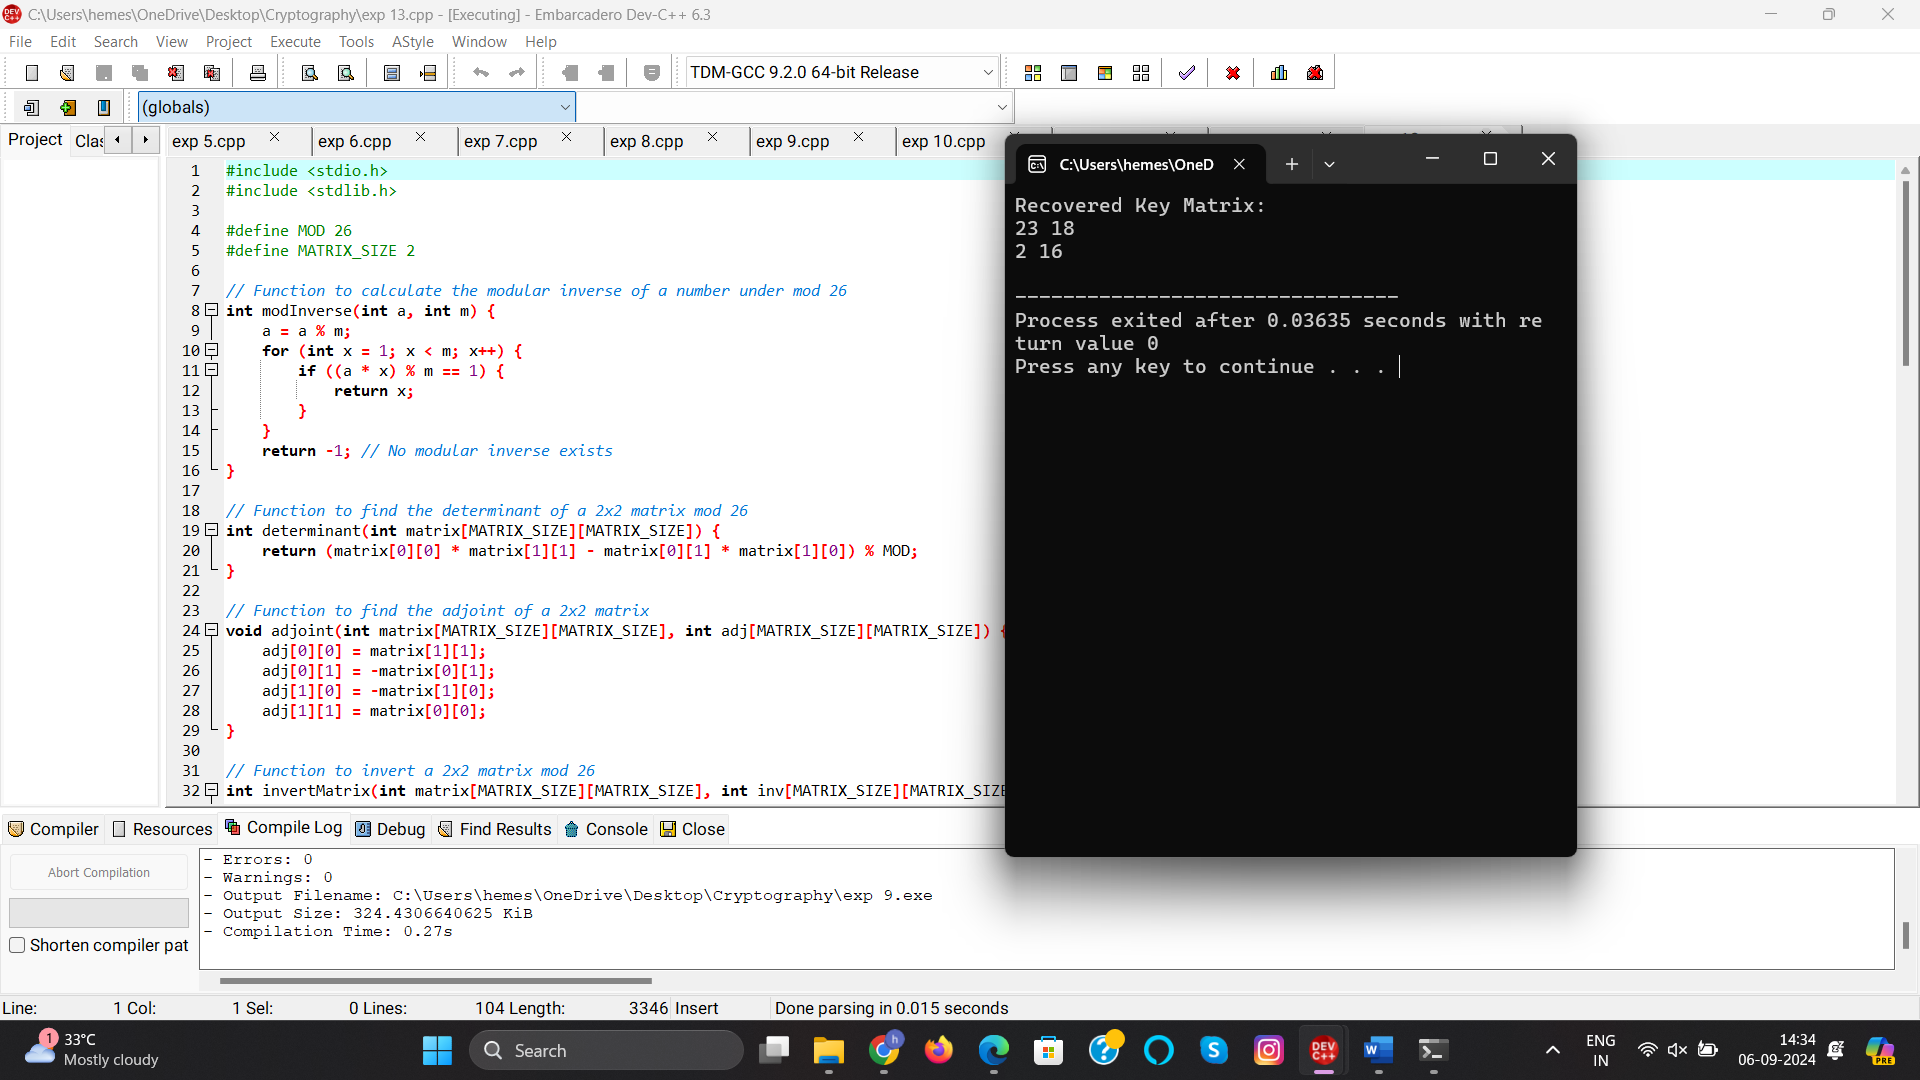 C:\Users\hemes\OneDrive\Desktop\Cryptography\exp 13.cpp - [Executing] - Embarcadero Dev-C++ 6.3
File Edit Search View Project Execute Tools AStyle Window Help
TDM-GCC 9.2.0 64-bit Release
(globals)
Project Clas exp 5.cpp exp 6.cpp exp 7.cpp exp 8.cpp exp 9.cpp exp 10.cpp
1 #include <stdio.h>
2 #include <stdlib.h>
3
4 #define MOD 26
5 #define MATRIX_SIZE 2
6
7 // Function to calculate the modular inverse of a number under mod 26
8 int modInverse(int a, int m) {
9 a = a % m;
10 for (int x = 1; x < m; x++) {
11 if ((a * x) % m == 1) {
12 return x;
13 }
14 }
15 return -1; // No modular inverse exists
16 }
17
18 // Function to find the determinant of a 2x2 matrix mod 26
19 int determinant(int matrix[MATRIX_SIZE][MATRIX_SIZE]) {
20 return (matrix[0][0] * matrix[1][1] - matrix[0][1] * matrix[1][0]) % MOD;
21 }
22
23 // Function to find the adjoint of a 2x2 matrix
24 void adjoint(int matrix[MATRIX_SIZE][MATRIX_SIZE], int adj[MATRIX_SIZE][MATRIX_SIZE]) {
25 adj[0][0] = matrix[1][1];
26 adj[0][1] = -matrix[0][1];
27 adj[1][0] = -matrix[1][0];
28 adj[1][1] = matrix[0][0];
29 }
30
31 // Function to invert a 2x2 matrix mod 26
32 int invertMatrix(int matrix[MATRIX_SIZE][MATRIX_SIZE], int inv[MATRIX_SIZE][MATRIX_SIZE
C:\Users\hemes\OneD
Recovered Key Matrix:
23 18
2 16
--------------------------------
Process exited after 0.03635 seconds with re
turn value 0
Press any key to continue . . .
Compiler Resources Compile Log Debug Find Results Console Close
Abort Compilation
Shorten compiler pat
- Errors: 0
- Warnings: 0
- Output Filename: C:\Users\hemes\OneDrive\Desktop\Cryptography\exp 9.exe
- Output Size: 324.4306640625 KiB
- Compilation Time: 0.27s
Line: 1 Col: 1 Sel: 0 Lines: 104 Length: 3346 Insert Done parsing in 0.015 seconds
1
33°C
Mostly cloudy
Search
h
DEV C++
W
PRE
ENG
IN
14:34
06-09-2024